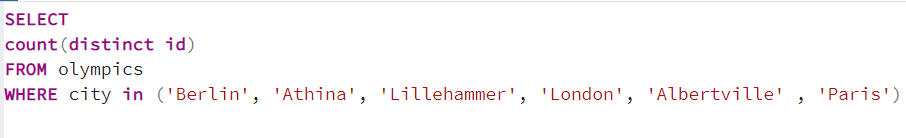 SELECT
count(distinct id)
FROM olympics
WHERE city in ('Berlin', 'Athina', 'Lillehammer', 'London', 'Albertville' , 'Paris')